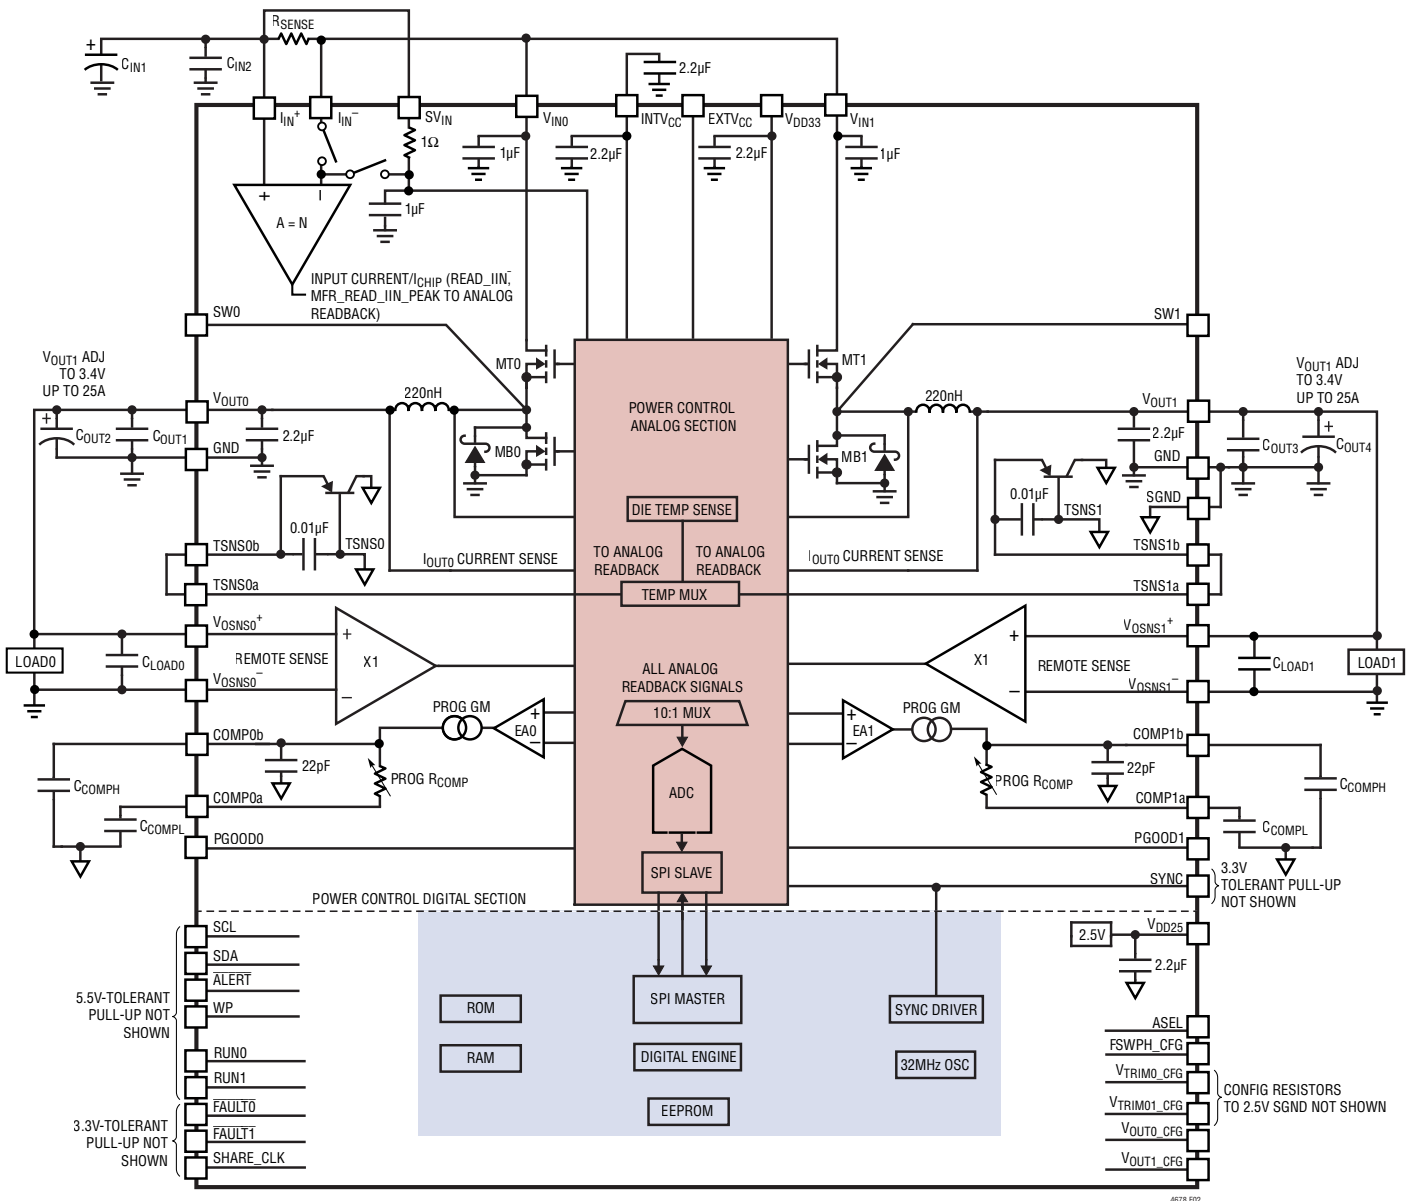 RSENSE
CIN1
CIN2
2.2µF
IIN+
IIN−
SVIN
VIN0
INTVCC
EXTVCC
VDD33
VIN1
1Ω
1µF
2.2µF
2.2µF
1µF
1µF
+
−
A = N
INPUT CURRENT/ICHIP (READ_IIN,
MFR_READ_IIN_PEAK TO ANALOG
READBACK)
SW0
SW1
VOUT1 ADJ
TO 3.4V
UP TO 25A
VOUT1 ADJ
TO 3.4V
UP TO 25A
MT0
MT1
220nH
220nH
VOUT0
VOUT1
POWER CONTROL
ANALOG SECTION
COUT2
COUT1
2.2µF
GND
MB0
MB1
2.2µF
GND
COUT3
COUT4
SGND
0.01µF
TSNS0
DIE TEMP SENSE
0.01µF
TSNS1
TSNS0b
TSNS1b
IOUT0 CURRENT SENSE
TO ANALOG
READBACK
TO ANALOG
READBACK
IOUT0 CURRENT SENSE
TSNS0a
TEMP MUX
TSNS1a
VOSNS0+
VOSNS1+
LOAD0
CLOAD0
REMOTE SENSE
X1
X1
REMOTE SENSE
CLOAD1
LOAD1
VOSNS0−
VOSNS1−
ALL ANALOG
READBACK SIGNALS
10:1 MUX
PROG GM
EA0
EA1
PROG GM
COMP0b
COMP1b
22pF
PROG RCOMP
ADC
PROG RCOMP
22pF
CCOMPH
CCOMPH
COMP0a
COMP1a
CCOMPL
CCOMPL
PGOOD0
PGOOD1
SPI SLAVE
SYNC
3.3V
TOLERANT PULL-UP
NOT SHOWN
POWER CONTROL DIGITAL SECTION
SCL
SDA
ALERT
WP
RUN0
RUN1
5.5V-TOLERANT
PULL-UP NOT
SHOWN
FAULT0
FAULT1
SHARE_CLK
3.3V-TOLERANT
PULL-UP NOT
SHOWN
ROM
RAM
SPI MASTER
DIGITAL ENGINE
EEPROM
SYNC DRIVER
32MHz OSC
2.5V
VDD25
2.2µF
ASEL
FSWPH_CFG
VTRIM0_CFG
VTRIM01_CFG
VOUT0_CFG
VOUT1_CFG
CONFIG RESISTORS
TO 2.5V SGND NOT SHOWN
4678 F02